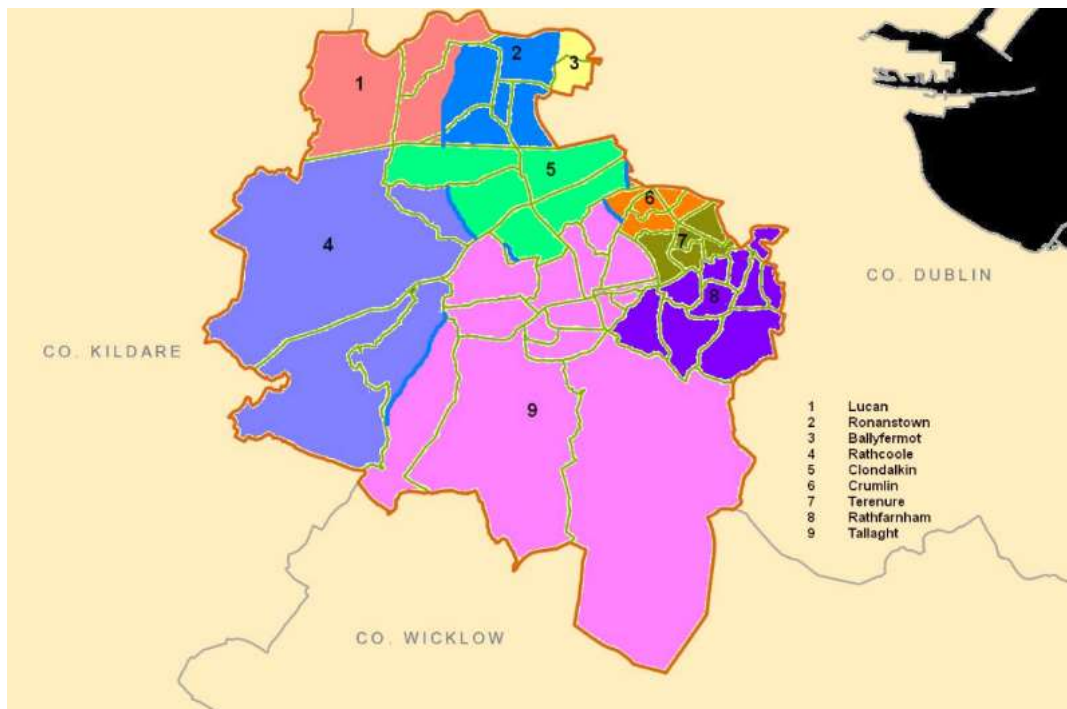 1
2
3
4
5
6
7
8
9
CO. DUBLIN
CO. KILDARE
CO. WICKLOW
1 Lucan
2 Ronanstown
3 Ballyfermot
4 Rathcoole
5 Clondalkin
6 Crumlin
7 Terenure
8 Rathfarnham
9 Tallaght